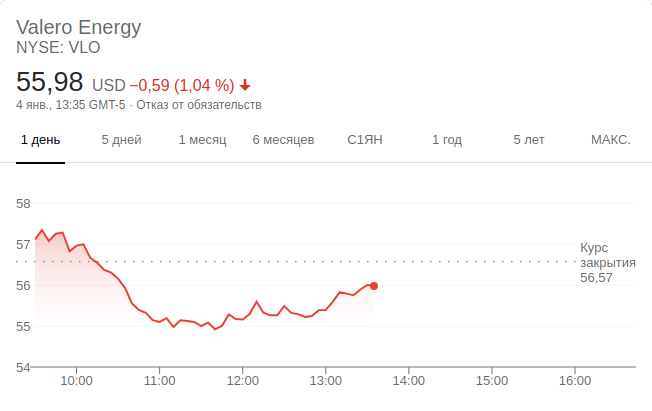 Valero Energy
NYSE: VLO
55,98 USD −0,59 (1,04 %)
4 янв., 13:35 GMT-5 · Отказ от обязательств
1 день 5 дней 1 месяц 6 месяцев С1ЯН 1 год 5 лет МАКС.
58
57
Курс
закрытия
56,57
56
55
54
10:00 11:00 12:00 13:00 14:00 15:00 16:00